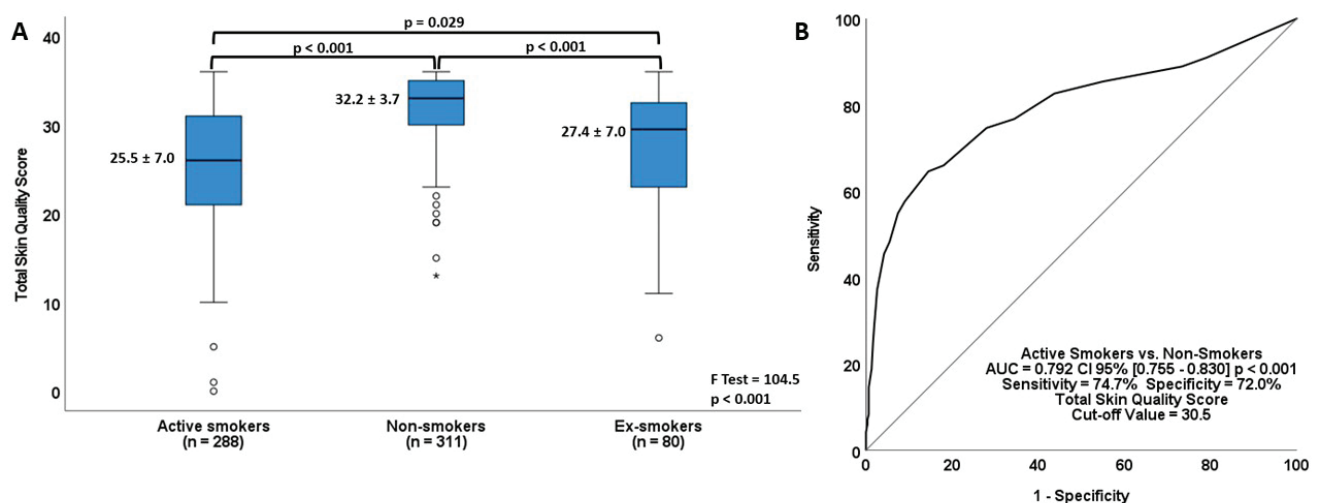 A
p = 0.029
p < 0.001
p < 0.001
40
30
20
10
0
Total Skin Quality Score
25.5 ± 7.0
32.2 ± 3.7
27.4 ± 7.0
*
F Test = 104.5
p < 0.001
Active smokers
(n = 288)
Non-smokers
(n = 311)
Ex-smokers
(n = 80)
B
100
80
60
40
20
0
Sensitivity
Active Smokers vs. Non-Smokers
AUC = 0.792 CI 95% [0.755 - 0.830] p < 0.001
Sensitivity = 74.7% Specificity = 72.0%
Total Skin Quality Score
Cut-off Value = 30.5
0
20
40
60
80
100
1 - Specificity